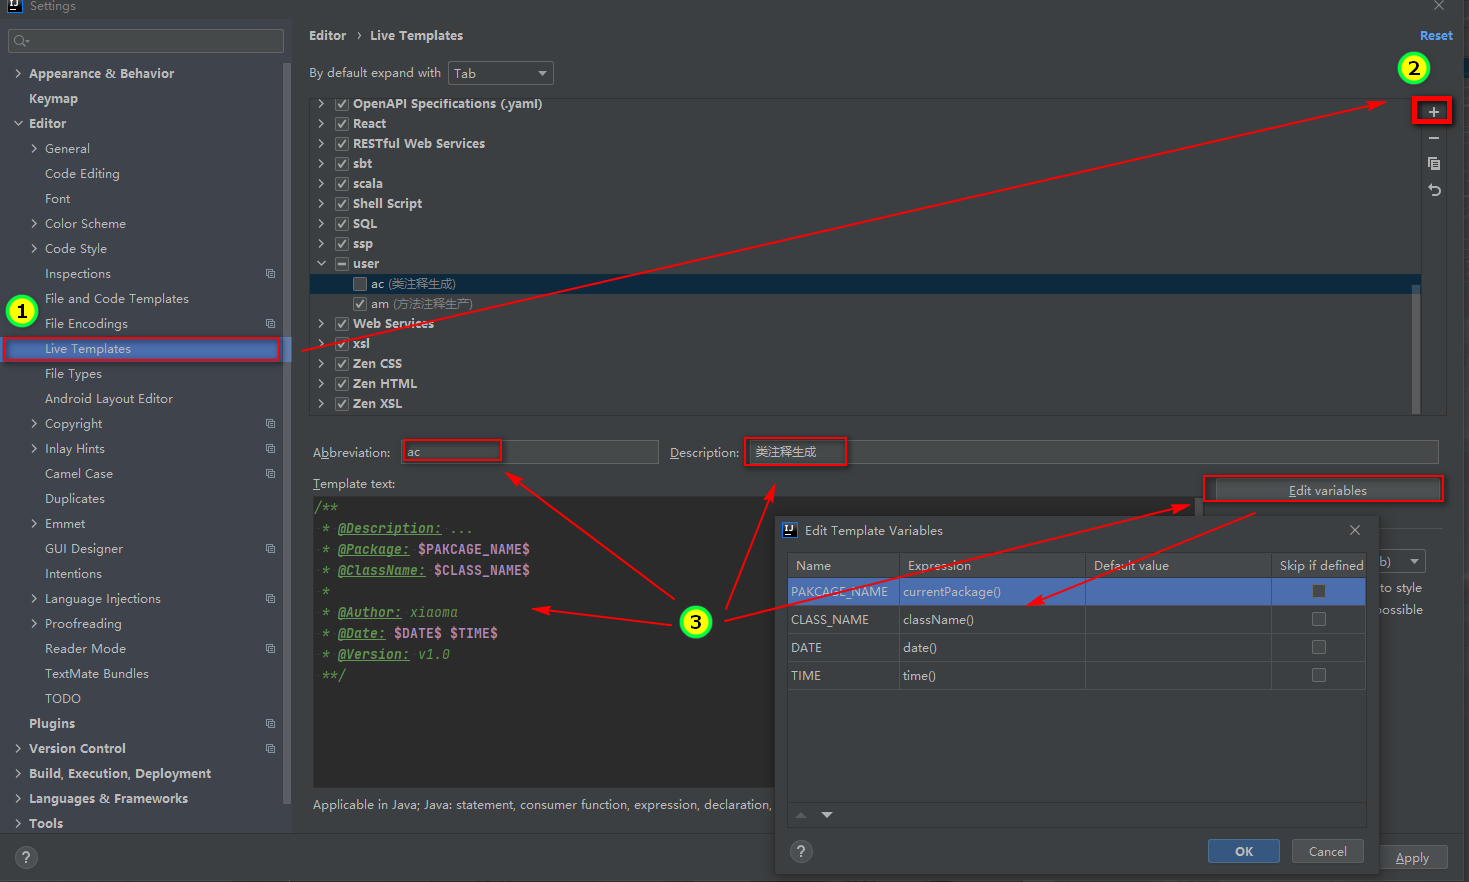 Settings
Appearance & Behavior
Keymap
Editor
General
Code Editing
Font
Color Scheme
Code Style
Inspections
File and Code Templates
1
File Encodings
Live Templates
File Types
Android Layout Editor
Copyright
Inlay Hints
Camel Case
Duplicates
Emmet
GUI Designer
Intentions
Language Injections
Proofreading
Reader Mode
TextMate Bundles
TODO
Plugins
Version Control
Build, Execution, Deployment
Languages & Frameworks
Tools
?
Editor › Live Templates
Reset
By default expand with Tab
2
OpenAPI Specifications (.yaml)
React
RESTful Web Services
sbt
scala
Shell Script
SQL
ssp
user
ac (类注释生成)
am (方法注释生产)
Web Services
xsl
Zen CSS
Zen HTML
Zen XSL
Abbreviation: ac
Description: 类注释生成
Template text:
Edit variables
/**
* @Description: ...
* @Package: $PAKCAGE_NAME$
* @ClassName: $CLASS_NAME$
*
* @Author: xiaoma
* @Date: $DATE$ $TIME$
* @Version: v1.0
**/
3
Applicable in Java; Java: statement, consumer function, expression, declaration,
b)
to style
possible
Edit Template Variables
Name Expression Default value Skip if defined
PAKCAGE_NAME currentPackage()
CLASS_NAME className()
DATE date()
TIME time()
?
OK
Cancel
Apply